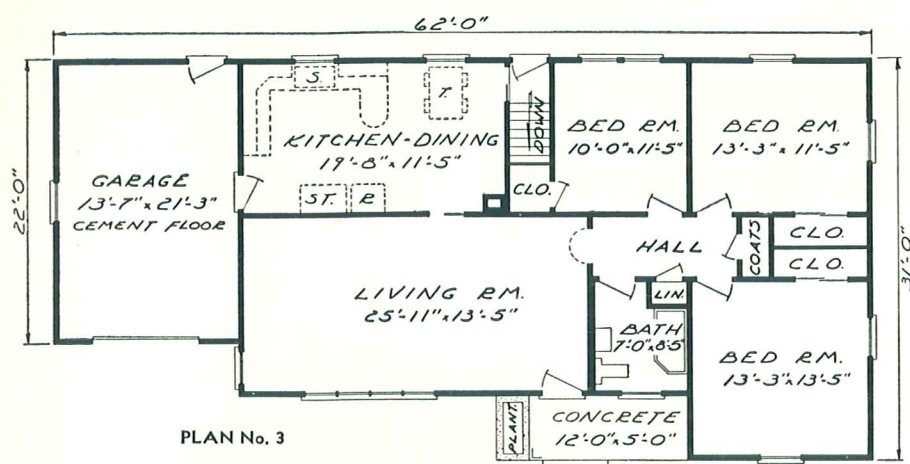 62'-0"
22'-0"
GARAGE
13'-7" x 21'-3"
CEMENT FLOOR
S.
T.
KITCHEN-DINING
19'-8" x 11'-5"
ST.
R
DOWN
CLO.
BED RM.
10'-0" x 11'-5"
BED RM.
13'-3" x 11'-5"
HALL
COATS
CLO.
CLO.
31'-0"
LIVING RM.
25'-11" x 13'-5"
LIN.
BATH
7'-0" x 8'-5"
BED RM.
13'-3" x 13'-5"
PLANT.
CONCRETE
12'-0" x 5'-0"
PLAN No. 3